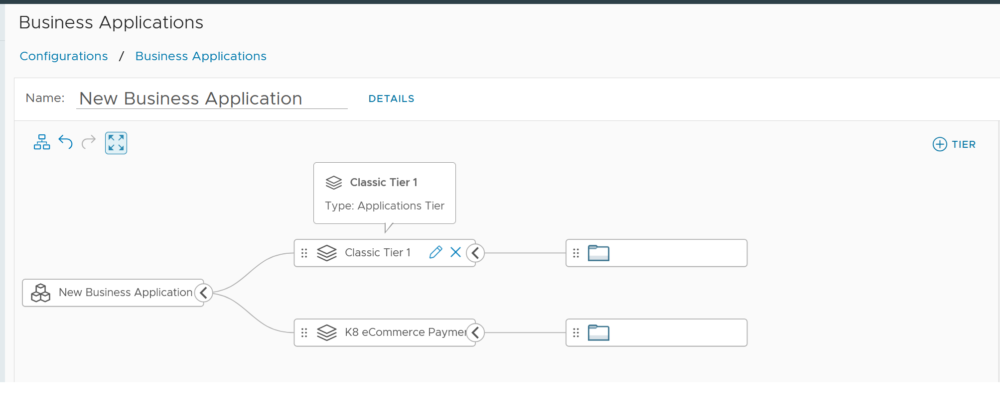 Business Applications
Configurations / Business Applications
Name: New Business Application DETAILS
TIER
Classic Tier 1
Type: Applications Tier
Classic Tier 1
New Business Application
K8 eCommerce Paymer